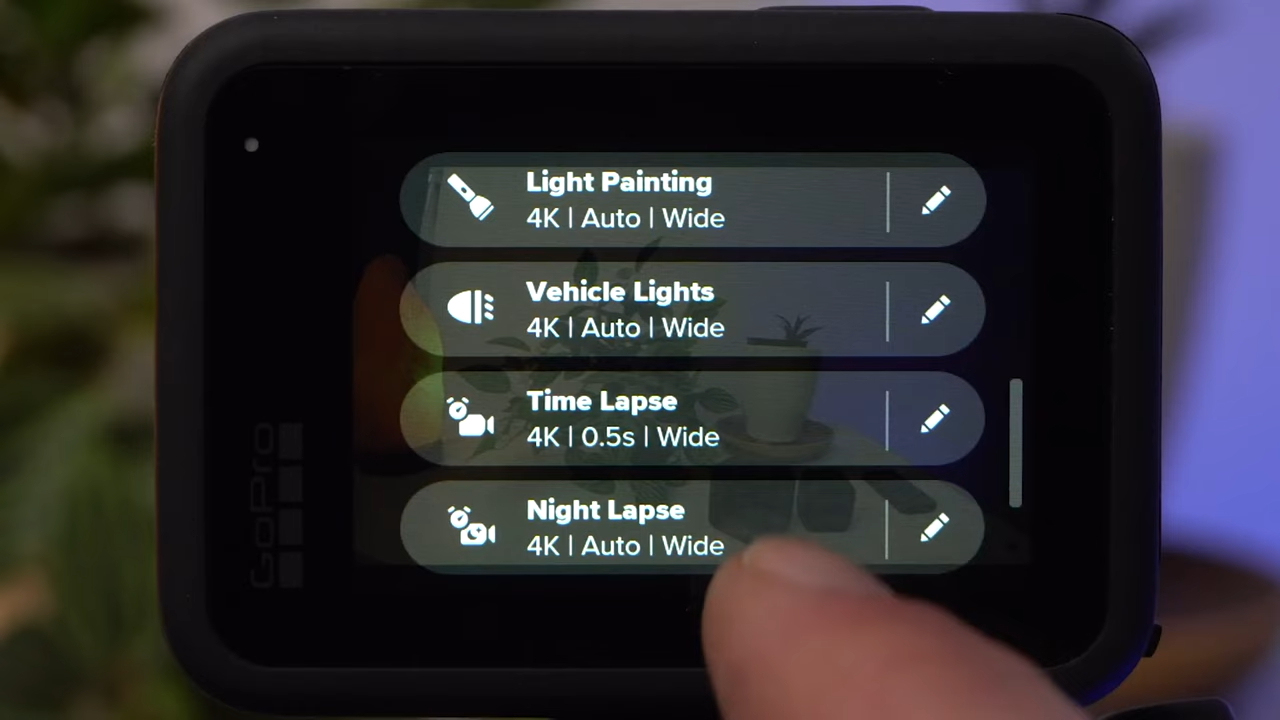 Light Painting
4K | Auto | Wide
Vehicle Lights
4K | Auto | Wide
Time Lapse
4K | 0.5s | Wide
Night Lapse
4K | Auto | Wide
GoPro